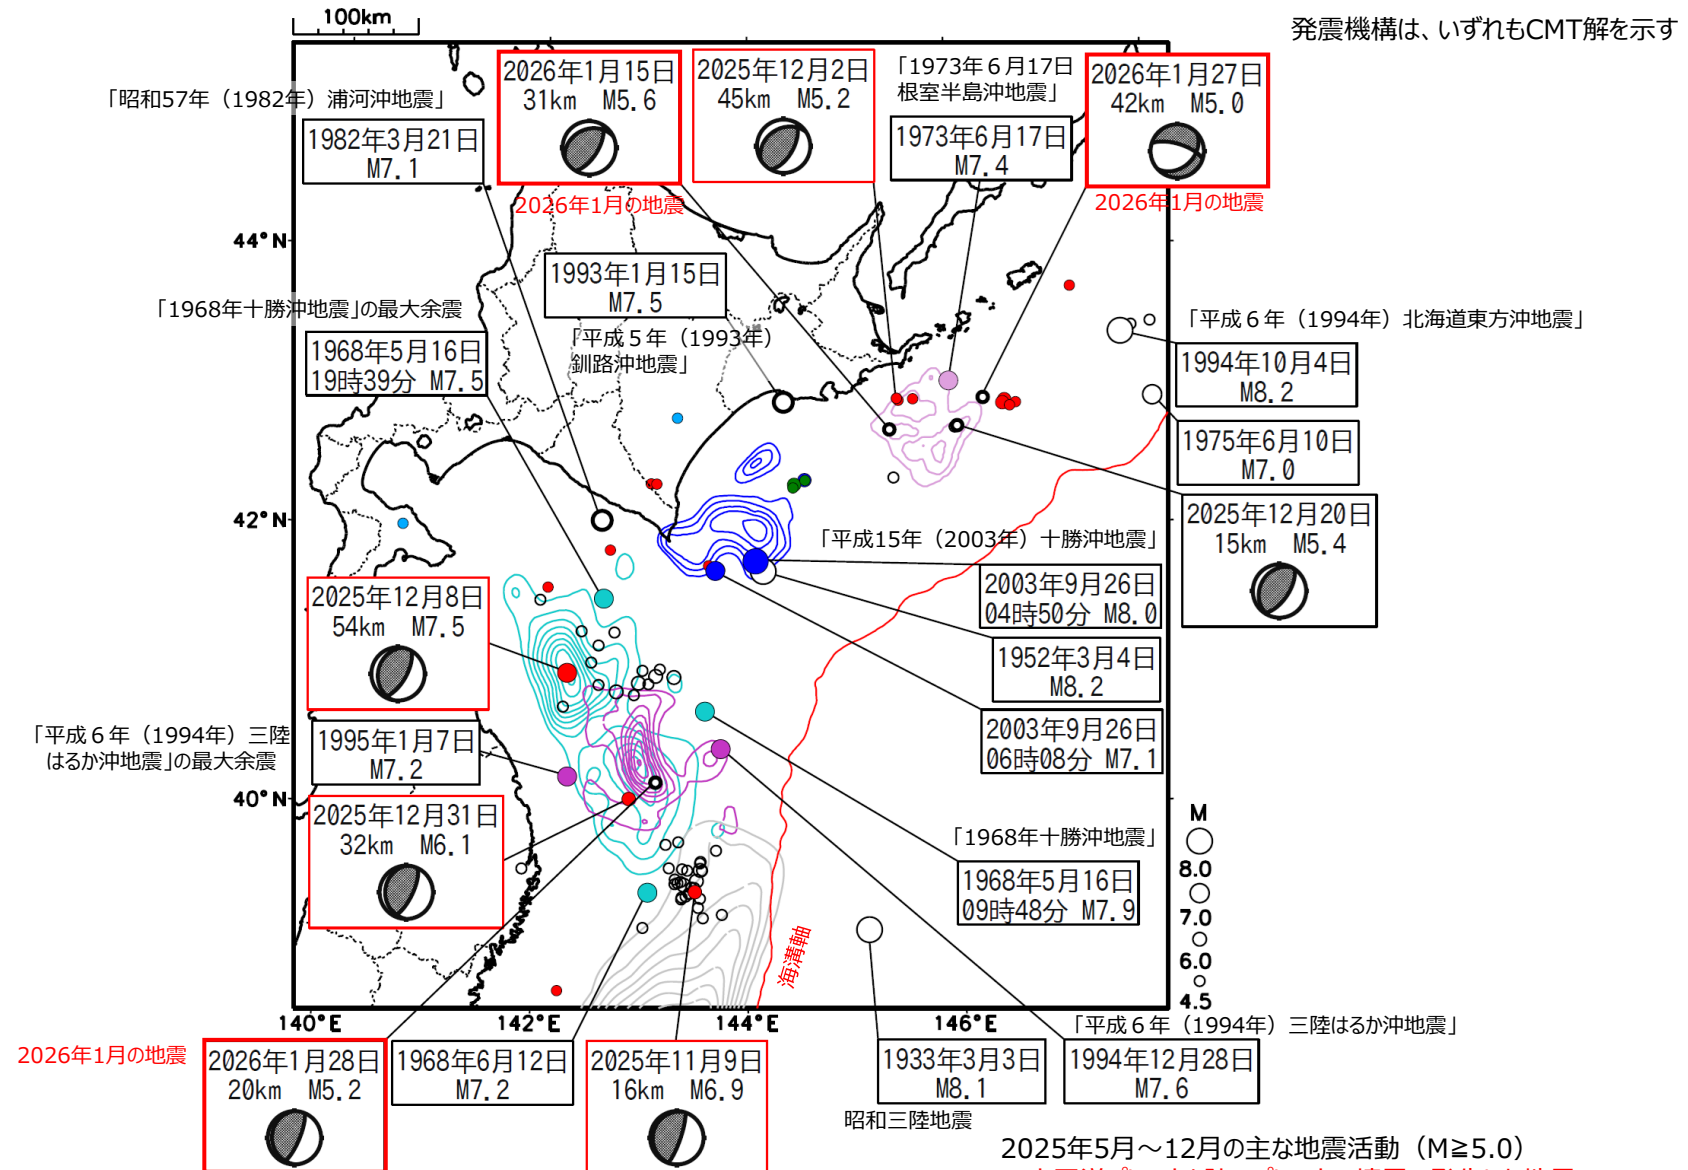 100km
発震機構は、いずれもCMT解を示す
2026年1月15日
31km M5.6
2026年1月の地震
2025年12月2日
45km M5.2
「1973年６月17日
根室半島沖地震」
1973年6月17日
M7.4
2026年1月27日
42km M5.0
2026年1月の地震
「昭和57年（1982年）浦河沖地震」
1982年3月21日
M7.1
44°N
1993年1月15日
M7.5
「平成５年（1993年）
釧路沖地震」
「1968年十勝沖地震」の最大余震
1968年5月16日
19時39分 M7.5
「平成６年（1994年）北海道東方沖地震」
1994年10月4日
M8.2
1975年6月10日
M7.0
2025年12月20日
15km M5.4
42°N
「平成15年（2003年）十勝沖地震」
2003年9月26日
04時50分 M8.0
1952年3月4日
M8.2
2003年9月26日
06時08分 M7.1
2025年12月8日
54km M7.5
「平成６年（1994年）三陸
はるか沖地震」の最大余震
1995年1月7日
M7.2
40°N
2025年12月31日
32km M6.1
「1968年十勝沖地震」
1968年5月16日
09時48分 M7.9
M
8.0
7.0
6.0
4.5
海溝軸
140°E
142°E
144°E
146°E
「平成６年（1994年）三陸はるか沖地震」
2026年1月の地震
2026年1月28日
20km M5.2
1968年6月12日
M7.2
2025年11月9日
16km M6.9
1933年3月3日
M8.1
昭和三陸地震
1994年12月28日
M7.6
2025年5月～12月の主な地震活動（M≧5.0）